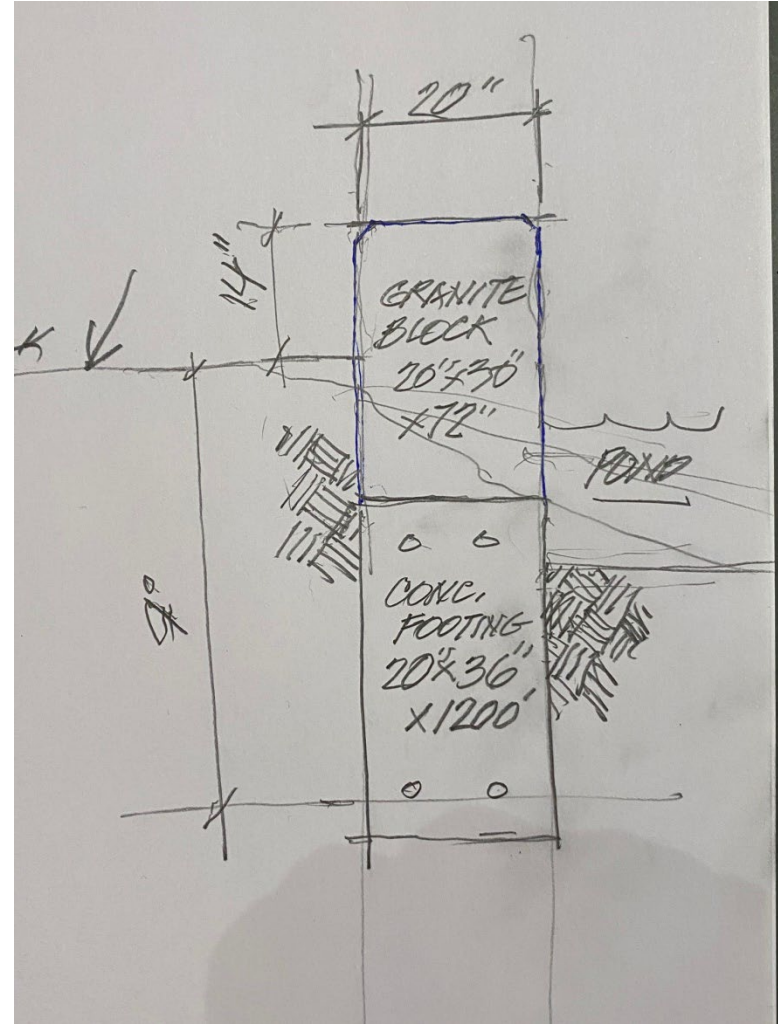 20"
14"
GRANITE
BLOCK
20"x30"
x72"
K
POND
CONC.
FOOTING
20"x36"
x1200'